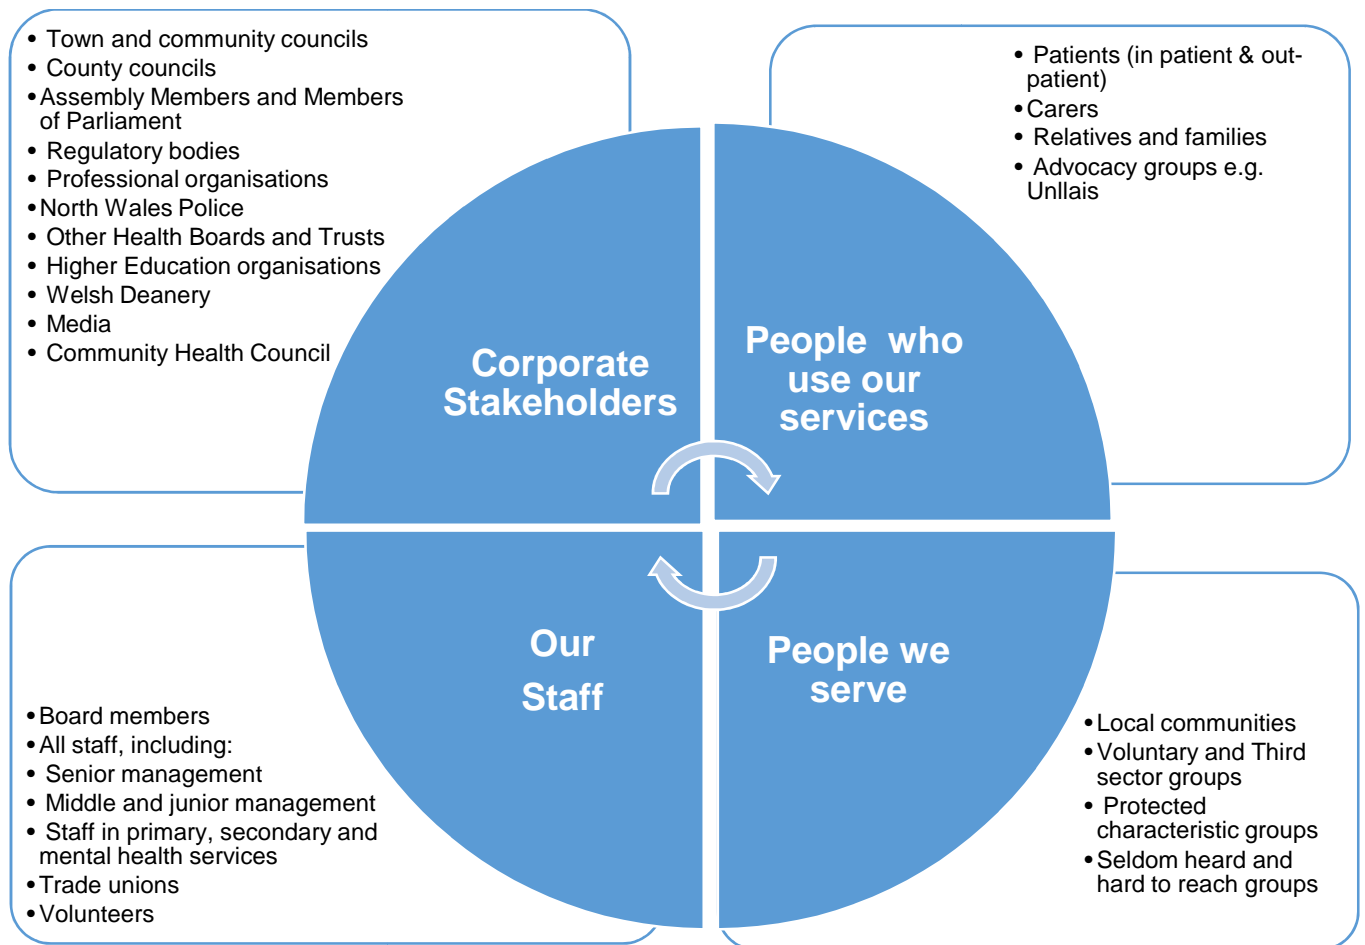 • Town and community councils
• County councils
• Assembly Members and Members
of Parliament
• Regulatory bodies
• Professional organisations
• North Wales Police
• Other Health Boards and Trusts
• Higher Education organisations
• Welsh Deanery
• Media
• Community Health Council
• Patients (in patient & out-
patient)
• Carers
• Relatives and families
• Advocacy groups e.g.
Unllais
Corporate
Stakeholders
People who
use our
services
Our
Staff
People we
serve
• Board members
• All staff, including:
• Senior management
• Middle and junior management
• Staff in primary, secondary and
mental health services
• Trade unions
• Volunteers
• Local communities
• Voluntary and Third
sector groups
• Protected
characteristic groups
• Seldom heard and
hard to reach groups